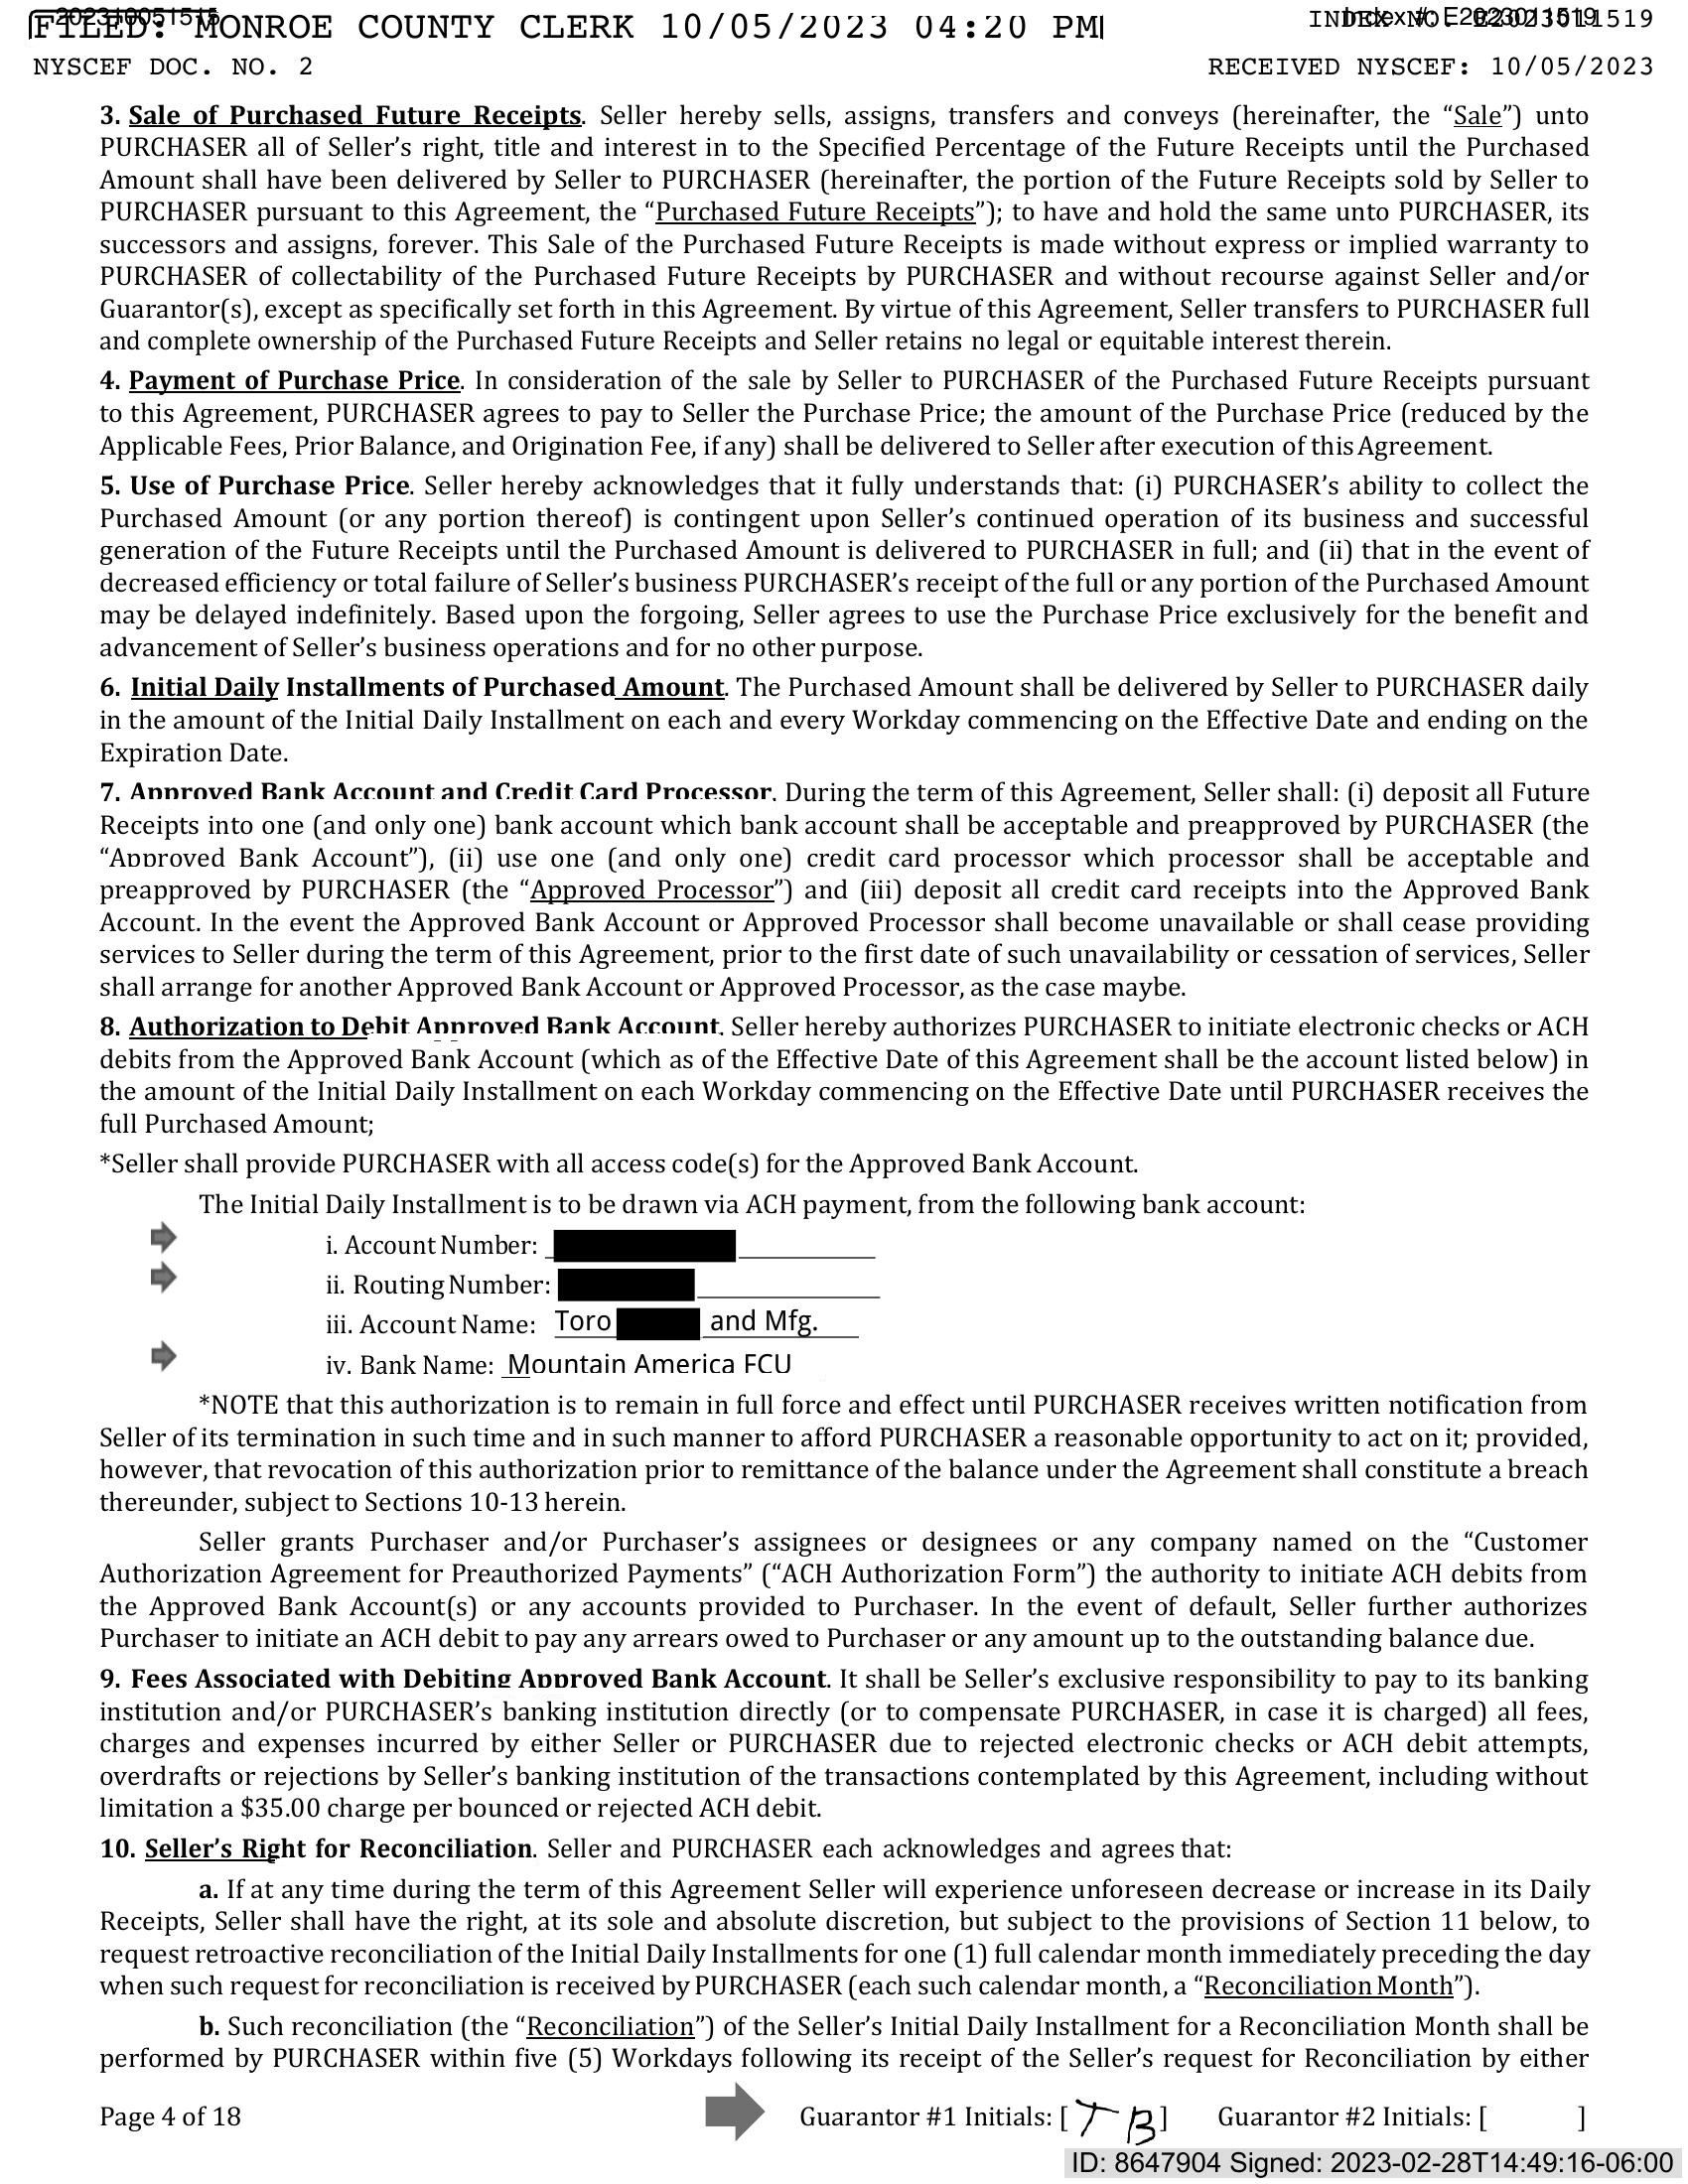 202310051515
FILED: MONROE COUNTY CLERK 10/05/2023 04:20 PM
INDEX NO. E2023011519
Index #: E2023011519
NYSCEF DOC. NO. 2
RECEIVED NYSCEF: 10/05/2023
3. Sale of Purchased Future Receipts. Seller hereby sells, assigns, transfers and conveys (hereinafter, the “Sale”) unto
PURCHASER all of Seller’s right, title and interest in to the Specified Percentage of the Future Receipts until the Purchased
Amount shall have been delivered by Seller to PURCHASER (hereinafter, the portion of the Future Receipts sold by Seller to
PURCHASER pursuant to this Agreement, the “Purchased Future Receipts”); to have and hold the same unto PURCHASER, its
successors and assigns, forever. This Sale of the Purchased Future Receipts is made without express or implied warranty to
PURCHASER of collectability of the Purchased Future Receipts by PURCHASER and without recourse against Seller and/or
Guarantor(s), except as specifically set forth in this Agreement. By virtue of this Agreement, Seller transfers to PURCHASER full
and complete ownership of the Purchased Future Receipts and Seller retains no legal or equitable interest therein.
4. Payment of Purchase Price. In consideration of the sale by Seller to PURCHASER of the Purchased Future Receipts pursuant
to this Agreement, PURCHASER agrees to pay to Seller the Purchase Price; the amount of the Purchase Price (reduced by the
Applicable Fees, Prior Balance, and Origination Fee, if any) shall be delivered to Seller after execution of this Agreement.
5. Use of Purchase Price. Seller hereby acknowledges that it fully understands that: (i) PURCHASER’s ability to collect the
Purchased Amount (or any portion thereof) is contingent upon Seller’s continued operation of its business and successful
generation of the Future Receipts until the Purchased Amount is delivered to PURCHASER in full; and (ii) that in the event of
decreased efficiency or total failure of Seller’s business PURCHASER’s receipt of the full or any portion of the Purchased Amount
may be delayed indefinitely. Based upon the forgoing, Seller agrees to use the Purchase Price exclusively for the benefit and
advancement of Seller’s business operations and for no other purpose.
6. Initial Daily Installments of Purchased Amount. The Purchased Amount shall be delivered by Seller to PURCHASER daily
in the amount of the Initial Daily Installment on each and every Workday commencing on the Effective Date and ending on the
Expiration Date.
7. Approved Bank Account and Credit Card Processor. During the term of this Agreement, Seller shall: (i) deposit all Future
Receipts into one (and only one) bank account which bank account shall be acceptable and preapproved by PURCHASER (the
“Approved Bank Account”), (ii) use one (and only one) credit card processor which processor shall be acceptable and
preapproved by PURCHASER (the “Approved Processor”) and (iii) deposit all credit card receipts into the Approved Bank
Account. In the event the Approved Bank Account or Approved Processor shall become unavailable or shall cease providing
services to Seller during the term of this Agreement, prior to the first date of such unavailability or cessation of services, Seller
shall arrange for another Approved Bank Account or Approved Processor, as the case maybe.
8. Authorization to Debit Approved Bank Account. Seller hereby authorizes PURCHASER to initiate electronic checks or ACH
debits from the Approved Bank Account (which as of the Effective Date of this Agreement shall be the account listed below) in
the amount of the Initial Daily Installment on each Workday commencing on the Effective Date until PURCHASER receives the
full Purchased Amount;
*Seller shall provide PURCHASER with all access code(s) for the Approved Bank Account.
The Initial Daily Installment is to be drawn via ACH payment, from the following bank account:
i. Account Number:
ii. Routing Number:
iii. Account Name: Toro and Mfg.
iv. Bank Name: Mountain America FCU
*NOTE that this authorization is to remain in full force and effect until PURCHASER receives written notification from
Seller of its termination in such time and in such manner to afford PURCHASER a reasonable opportunity to act on it; provided,
however, that revocation of this authorization prior to remittance of the balance under the Agreement shall constitute a breach
thereunder, subject to Sections 10-13 herein.
Seller grants Purchaser and/or Purchaser’s assignees or designees or any company named on the “Customer
Authorization Agreement for Preauthorized Payments” (“ACH Authorization Form”) the authority to initiate ACH debits from
the Approved Bank Account(s) or any accounts provided to Purchaser. In the event of default, Seller further authorizes
Purchaser to initiate an ACH debit to pay any arrears owed to Purchaser or any amount up to the outstanding balance due.
9. Fees Associated with Debiting Approved Bank Account. It shall be Seller’s exclusive responsibility to pay to its banking
institution and/or PURCHASER’s banking institution directly (or to compensate PURCHASER, in case it is charged) all fees,
charges and expenses incurred by either Seller or PURCHASER due to rejected electronic checks or ACH debit attempts,
overdrafts or rejections by Seller’s banking institution of the transactions contemplated by this Agreement, including without
limitation a $35.00 charge per bounced or rejected ACH debit.
10. Seller’s Right for Reconciliation. Seller and PURCHASER each acknowledges and agrees that:
a. If at any time during the term of this Agreement Seller will experience unforeseen decrease or increase in its Daily
Receipts, Seller shall have the right, at its sole and absolute discretion, but subject to the provisions of Section 11 below, to
request retroactive reconciliation of the Initial Daily Installments for one (1) full calendar month immediately preceding the day
when such request for reconciliation is received by PURCHASER (each such calendar month, a “Reconciliation Month”).
b. Such reconciliation (the “Reconciliation”) of the Seller’s Initial Daily Installment for a Reconciliation Month shall be
performed by PURCHASER within five (5) Workdays following its receipt of the Seller’s request for Reconciliation by either
Page 4 of 18
Guarantor #1 Initials: [ T B ] Guarantor #2 Initials: [ ]
ID: 8647904 Signed: 2023-02-28T14:49:16-06:00